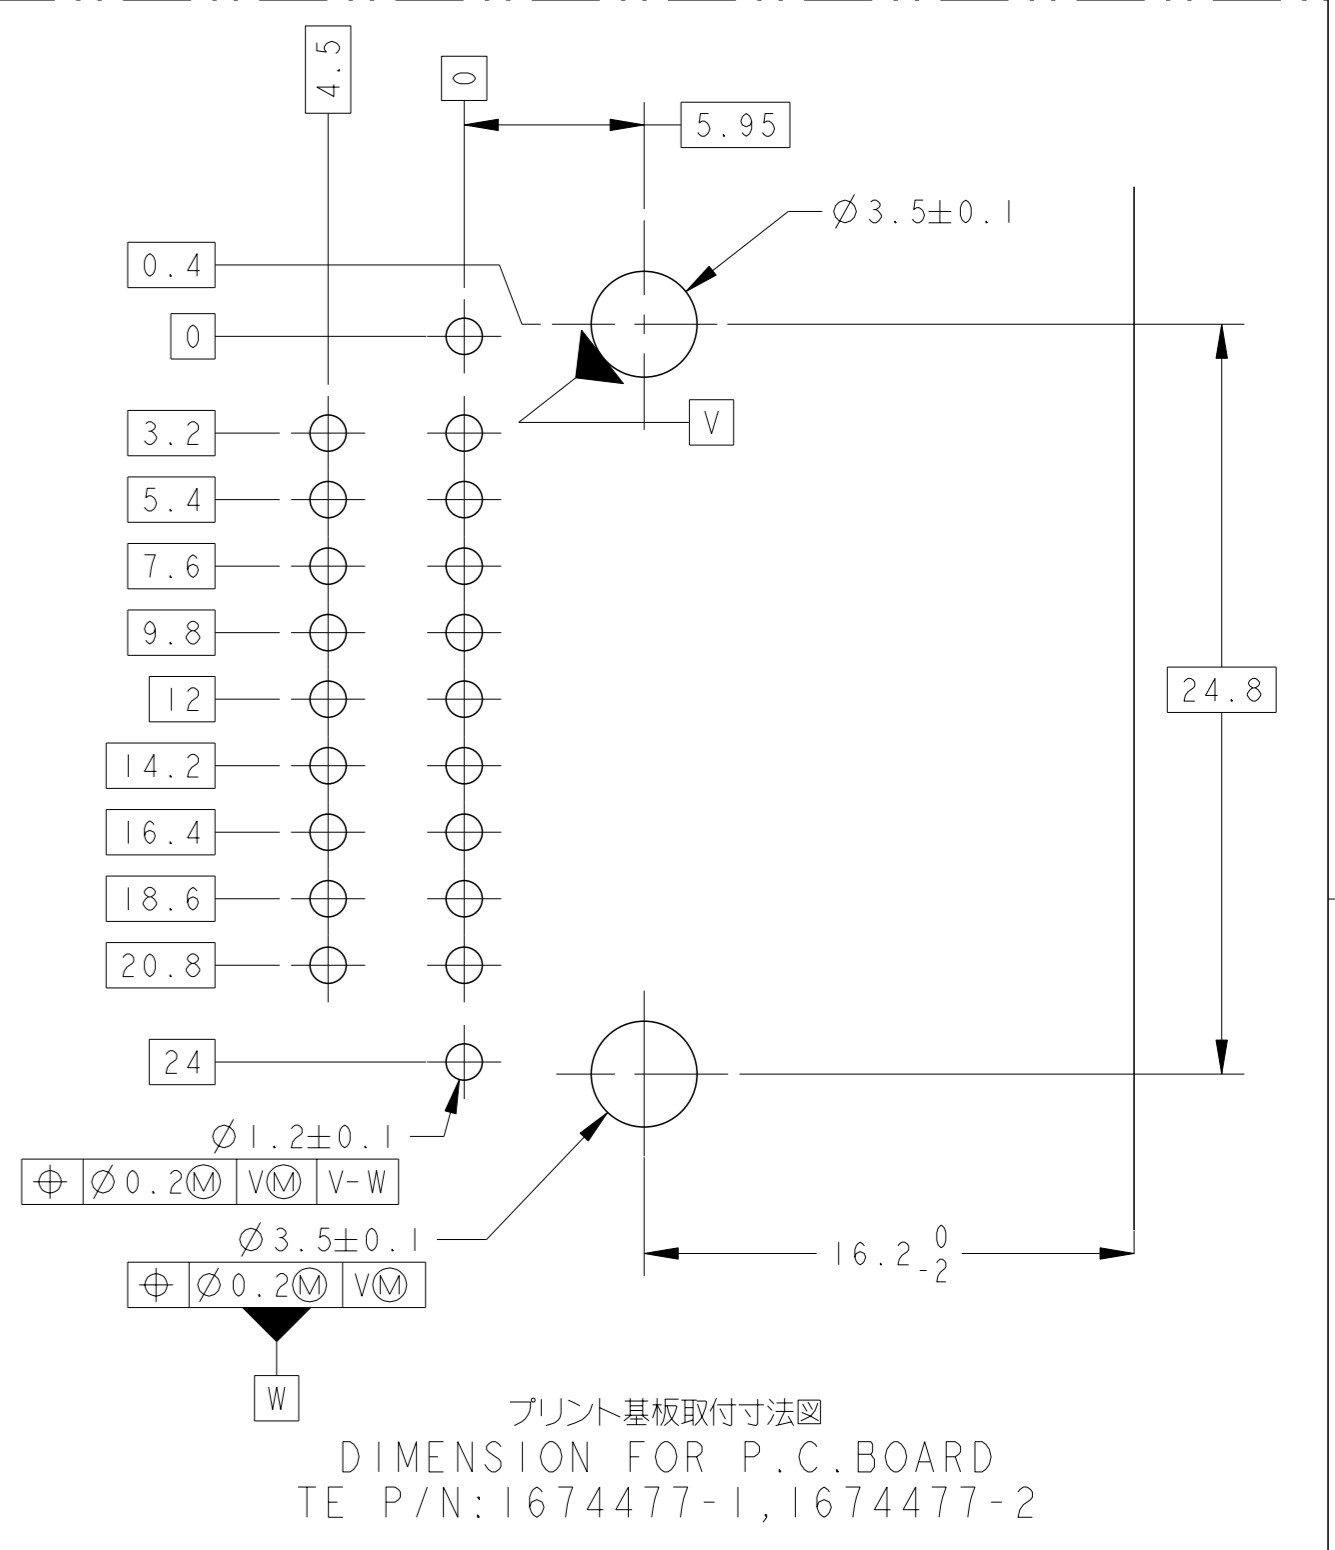 4.5
0
5.95
Ø3.5±0.1
0.4
0
V
3.2
5.4
7.6
9.8
12
24.8
14.2
16.4
18.6
20.8
24
Ø1.2±0.1
⌖ Ø0.2Ⓜ VⓂ V-W
Ø3.5±0.1
16.2 0 -2
⌖ Ø0.2Ⓜ VⓂ
W
プリント基板取付寸法図
DIMENSION FOR P.C.BOARD
TE P/N:1674477-1,1674477-2